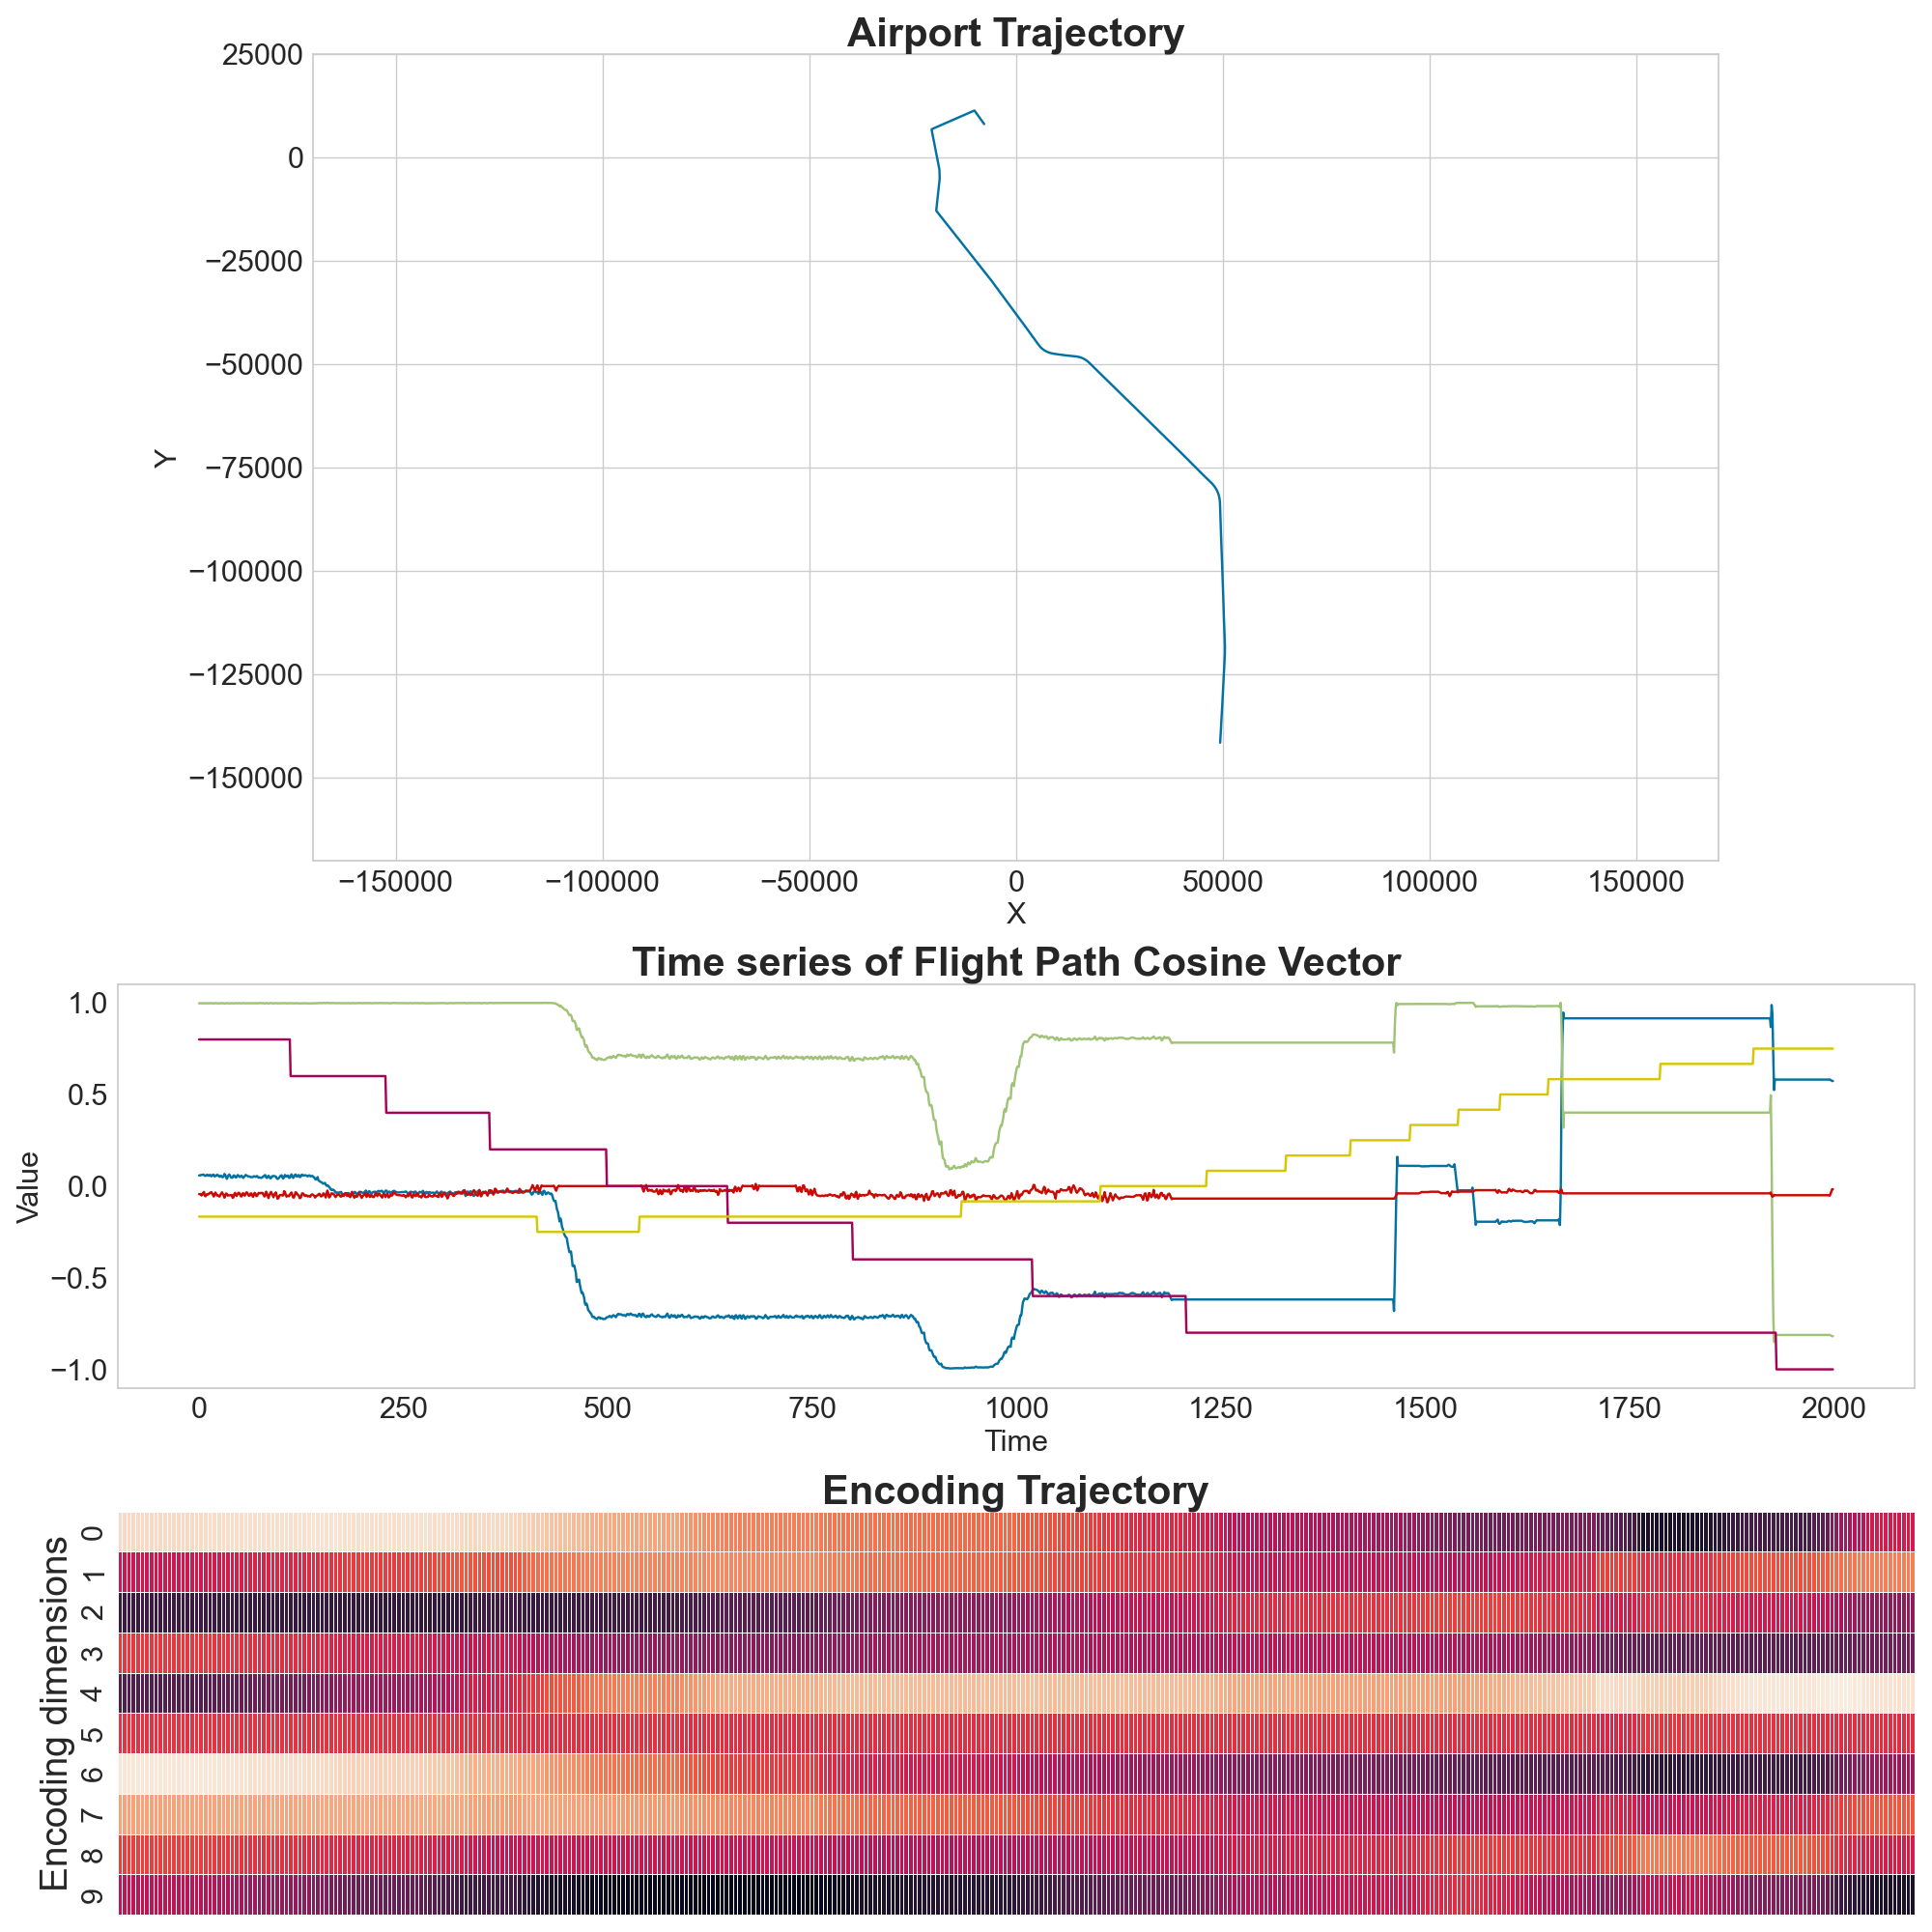 Airport Trajectory
25000
0
−25000
−50000
−75000
−100000
−125000
−150000
Y
−150000 −100000 −50000 0 50000 100000 150000
X
Time series of Flight Path Cosine Vector
1.0
0.5
0.0
−0.5
−1.0
Value
0 250 500 750 1000 1250 1500 1750 2000
Time
Encoding Trajectory
Encoding dimensions
0
1
2
3
4
5
6
7
8
9